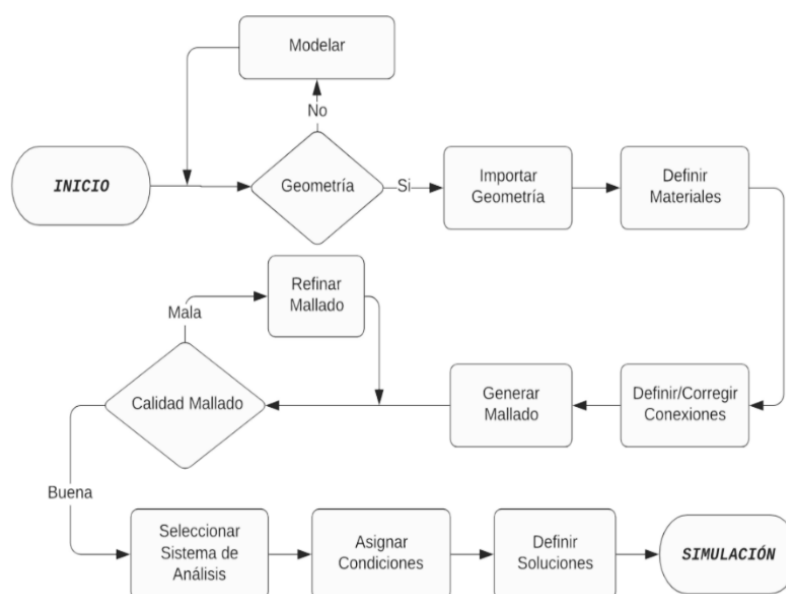 Modelar
No
INICIO
Geometría
Si
Importar
Geometría
Definir
Materiales
Refinar
Mallado
Mala
Calidad Mallado
Generar
Mallado
Definir/Corregir
Conexiones
Buena
Seleccionar
Sistema de
Análisis
Asignar
Condiciones
Definir
Soluciones
SIMULACIÓN